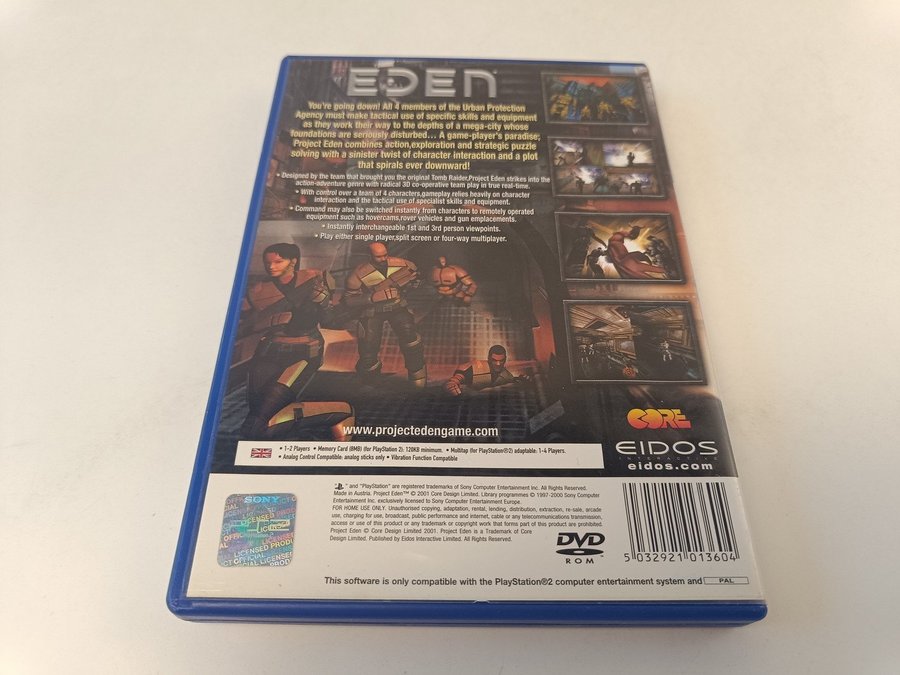 EDEN
You're going down! All 4 members of the Urban Protection
Agency must make tactical use of specific skills and equipment
as they work their way to the depths of a mega-city whose
foundations are seriously disturbed... A game-player's paradise;
Project Eden combines action,exploration and strategic puzzle
solving with a sinister twist of character interaction and a plot
that spirals ever downward!
• Designed by the team that brought you the original Tomb Raider,Project Eden strikes into the
action-adventure genre with radical 3D co-operative team play in true real-time.
• With control over a team of 4 characters,gameplay relies heavily on character
interaction and the tactical use of specialist skills and equipment.
• Command may also be switched instantly from characters to remotely operated
equipment such as hovercams,rover vehicles and gun emplacements.
• Instantly interchangeable 1st and 3rd person viewpoints.
• Play either single player,split screen or four-way multiplayer.
CORE
www.projectedengame.com
EIDOS
INTERACTIVE
eidos.com
• 1-2 Players • Memory Card (8MB) (for PlayStation 2): 120KB minimum. • Multitap (for PlayStation®2) adaptable: 1-4 Players.
• Analog Control Compatible: analog sticks only • Vibration Function Compatible
" and "PlayStation" are registered trademarks of Sony Computer Entertainment Inc. All Rights Reserved.
Made in Austria. Project Eden™ © 2001 Core Design Limited. Library programmes © 1997-2000 Sony Computer
Entertainment Inc. exclusively licensed to Sony Computer Entertainment Europe.
FOR HOME USE ONLY. Unauthorised copying, adaptation, rental, lending, distribution, extraction, re-sale, arcade
use, charging for use, broadcast, public performance and internet, cable or any telecommunications transmission,
access or use of this product or any trademark or copyright work that forms part of this product are prohibited.
Project Eden © Core Design Limited 2001. Project Eden is a Trademark of Core
Design Limited. Published by Eidos Interactive Limited. All Rights Reserved.
SONY
LICENSED PRODU
OFFICIAL
CT OFFICIAL LICENSE
DVD
ROM
5 032921 013604
This software is only compatible with the PlayStation®2 computer entertainment system and PAL